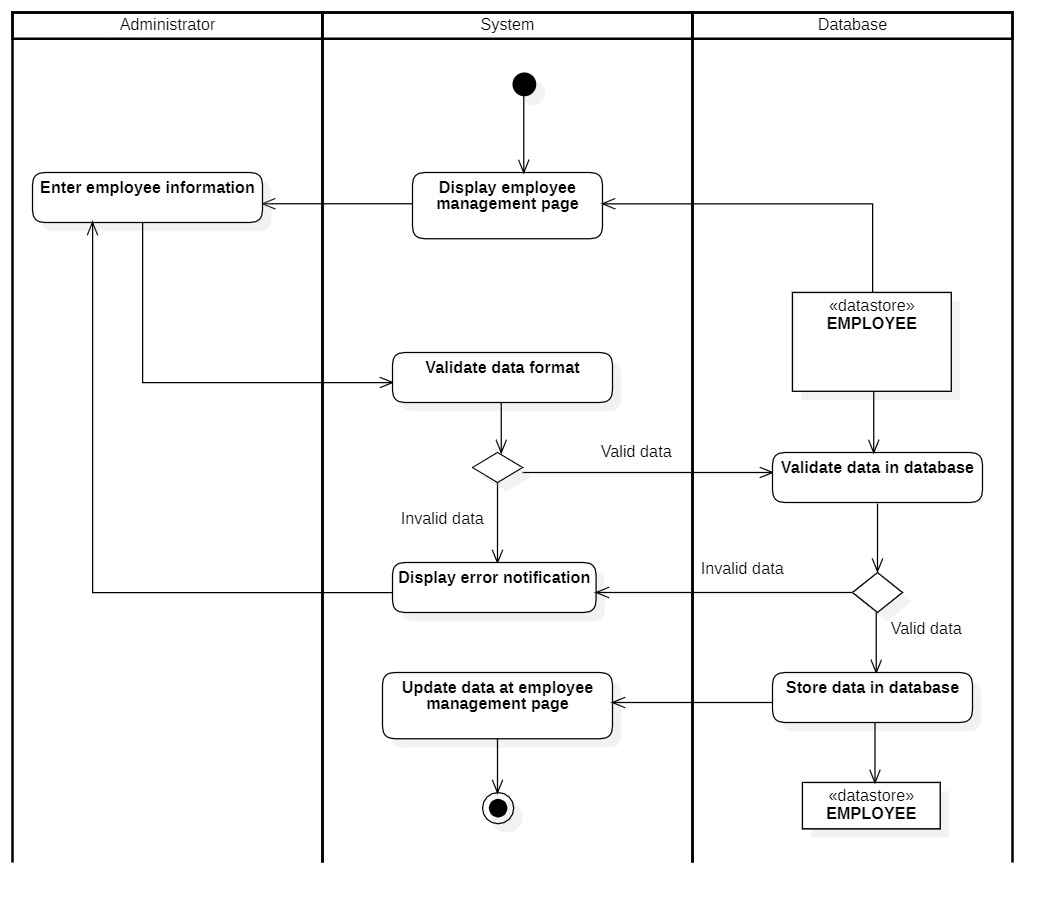 Administrator
System
Database
Enter employee information
Display employee
management page
«datastore»
EMPLOYEE
Validate data format
Valid data
Validate data in database
Invalid data
Display error notification
Invalid data
Valid data
Update data at employee
management page
Store data in database
«datastore»
EMPLOYEE